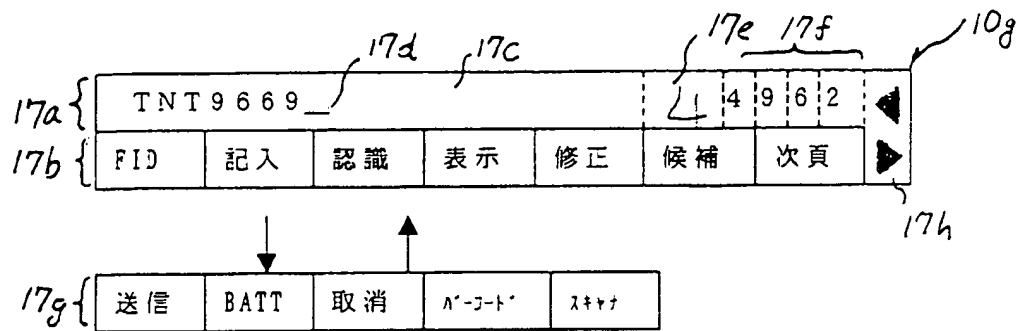 17d 17c 17e 17f 10g
17a TNT9669_ 4 4 9 6 2
17b FID 記入 認識 表示 修正 候補 次頁
17h
17g 送信 BATT 取消 ﾊﾞｰｺｰﾄﾞ ｽｷｬﾅ